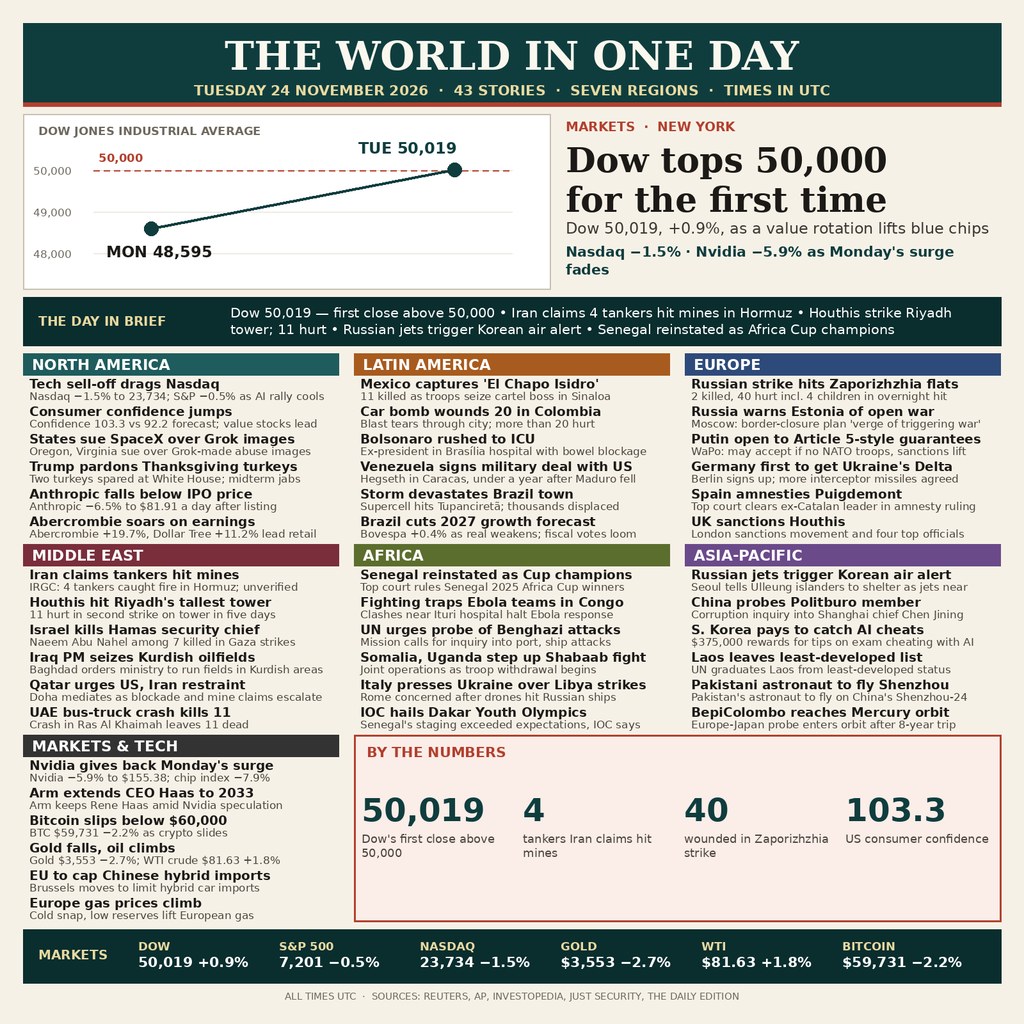 THE WORLD IN ONE DAY
TUESDAY 24 NOVEMBER 2026 · 43 STORIES · SEVEN REGIONS · TIMES IN UTC
DOW JONES INDUSTRIAL AVERAGE
TUE 50,019
50,000
50,000
49,000
MON 48,595
48,000
MARKETS · NEW YORK
Dow tops 50,000
for the first time
Dow 50,019, +0.9%, as a value rotation lifts blue chips
Nasdaq −1.5% · Nvidia −5.9% as Monday's surge
fades
THE DAY IN BRIEF
Dow 50,019 — first close above 50,000 • Iran claims 4 tankers hit mines in Hormuz • Houthis strike Riyadh
tower; 11 hurt • Russian jets trigger Korean air alert • Senegal reinstated as Africa Cup champions
NORTH AMERICA
Tech sell-off drags Nasdaq
Nasdaq −1.5% to 23,734; S&P −0.5% as AI rally cools
Consumer confidence jumps
Confidence 103.3 vs 92.2 forecast; value stocks lead
States sue SpaceX over Grok images
Oregon, Virginia sue over Grok-made abuse images
Trump pardons Thanksgiving turkeys
Two turkeys spared at White House; midterm jabs
Anthropic falls below IPO price
Anthropic −6.5% to $81.91 a day after listing
Abercrombie soars on earnings
Abercrombie +19.7%, Dollar Tree +11.2% lead retail
LATIN AMERICA
Mexico captures 'El Chapo Isidro'
11 killed as troops seize cartel boss in Sinaloa
Car bomb wounds 20 in Colombia
Blast tears through city; more than 20 hurt
Bolsonaro rushed to ICU
Ex-president in Brasília hospital with bowel blockage
Venezuela signs military deal with US
Hegseth in Caracas, under a year after Maduro fell
Storm devastates Brazil town
Supercell hits Tupanciretã; thousands displaced
Brazil cuts 2027 growth forecast
Bovespa +0.4% as real weakens; fiscal votes loom
EUROPE
Russian strike hits Zaporizhzhia flats
2 killed, 40 hurt incl. 4 children in overnight hit
Russia warns Estonia of open war
Moscow: border-closure plan 'verge of triggering war'
Putin open to Article 5-style guarantees
WaPo: may accept if no NATO troops, sanctions lift
Germany first to get Ukraine's Delta
Berlin signs up; more interceptor missiles agreed
Spain amnesties Puigdemont
Top court clears ex-Catalan leader in amnesty ruling
UK sanctions Houthis
London sanctions movement and four top officials
MIDDLE EAST
Iran claims tankers hit mines
IRGC: 4 tankers caught fire in Hormuz; unverified
Houthis hit Riyadh's tallest tower
11 hurt in second strike on tower in five days
Israel kills Hamas security chief
Naeem Abu Nahel among 7 killed in Gaza strikes
Iraq PM seizes Kurdish oilfields
Baghdad orders ministry to run fields in Kurdish areas
Qatar urges US, Iran restraint
Doha mediates as blockade and mine claims escalate
UAE bus-truck crash kills 11
Crash in Ras Al Khaimah leaves 11 dead
AFRICA
Senegal reinstated as Cup champions
Top court rules Senegal 2025 Africa Cup winners
Fighting traps Ebola teams in Congo
Clashes near Ituri hospital halt Ebola response
UN urges probe of Benghazi attacks
Mission calls for inquiry into port, ship attacks
Somalia, Uganda step up Shabaab fight
Joint operations as troop withdrawal begins
Italy presses Ukraine over Libya strikes
Rome concerned after drones hit Russian ships
IOC hails Dakar Youth Olympics
Senegal's staging exceeded expectations, IOC says
ASIA-PACIFIC
Russian jets trigger Korean air alert
Seoul tells Ulleung islanders to shelter as jets near
China probes Politburo member
Corruption inquiry into Shanghai chief Chen Jining
S. Korea pays to catch AI cheats
$375,000 rewards for tips on exam cheating with AI
Laos leaves least-developed list
UN graduates Laos from least-developed status
Pakistani astronaut to fly Shenzhou
Pakistan's astronaut to fly on China's Shenzhou-24
BepiColombo reaches Mercury orbit
Europe-Japan probe enters orbit after 8-year trip
MARKETS & TECH
Nvidia gives back Monday's surge
Nvidia −5.9% to $155.38; chip index −7.9%
Arm extends CEO Haas to 2033
Arm keeps Rene Haas amid Nvidia speculation
Bitcoin slips below $60,000
BTC $59,731 −2.2% as crypto slides
Gold falls, oil climbs
Gold $3,553 −2.7%; WTI crude $81.63 +1.8%
EU to cap Chinese hybrid imports
Brussels moves to limit hybrid car imports
Europe gas prices climb
Cold snap, low reserves lift European gas
BY THE NUMBERS
50,019
Dow's first close above
50,000
4
tankers Iran claims hit
mines
40
wounded in Zaporizhzhia
strike
103.3
US consumer confidence
MARKETS
DOW
50,019 +0.9%
S&P 500
7,201 −0.5%
NASDAQ
23,734 −1.5%
GOLD
$3,553 −2.7%
WTI
$81.63 +1.8%
BITCOIN
$59,731 −2.2%
ALL TIMES UTC · SOURCES: REUTERS, AP, INVESTOPEDIA, JUST SECURITY, THE DAILY EDITION